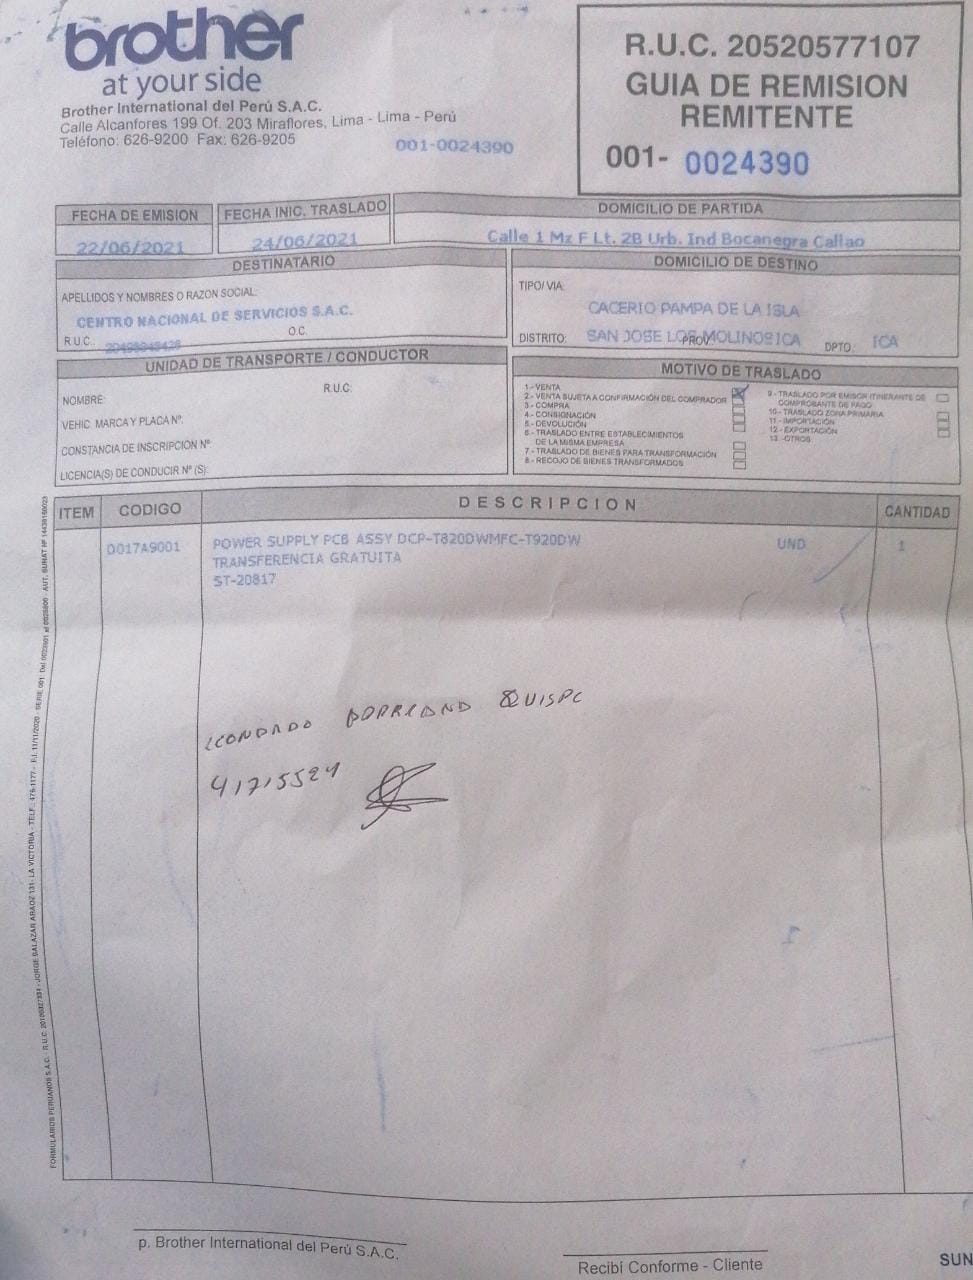 brother
at your side
Brother International del Perú S.A.C.
Calle Alcanfores 199 Of. 203 Miraflores, Lima - Lima - Perú
Teléfono: 626-9200 Fax: 626-9205
001-0024390
R.U.C. 20520577107
GUIA DE REMISION
REMITENTE
001- 0024390
FECHA DE EMISION
22/06/2021
FECHA INIC. TRASLADO
24/06/2021
DOMICILIO DE PARTIDA
Calle 1 Mz F Lt. 2B Urb. Ind Bocanegra Callao
DESTINATARIO
APELLIDOS Y NOMBRES O RAZON SOCIAL:
CENTRO NACIONAL DE SERVICIOS S.A.C.
R.U.C.: O.C.
DOMICILIO DE DESTINO
TIPO/ VIA:
CACERIO PAMPA DE LA ISLA
DISTRITO: SAN JOSE LOS MOLINOS PROV. ICA DPTO.: ICA
UNIDAD DE TRANSPORTE / CONDUCTOR
NOMBRE: R.U.C:
VEHIC. MARCA Y PLACA Nº:
CONSTANCIA DE INSCRIPCIÓN Nº
LICENCIA(S) DE CONDUCIR Nº (S):
MOTIVO DE TRASLADO
1 - VENTA
2 - VENTA SUJETA A CONFIRMACIÓN DEL COMPRADOR
3 - COMPRA
4 - CONSIGNACIÓN
5 - DEVOLUCIÓN
6 - TRASLADO ENTRE ESTABLECIMIENTOS
DE LA MISMA EMPRESA
7 - TRASLADO DE BIENES PARA TRANSFORMACIÓN
8 - RECOJO DE BIENES TRANSFORMADOS
9 - TRASLADO POR EMISOR ITINERANTE DE
COMPROBANTE DE PAGO
10 - TRASLADO ZONA PRIMARIA
11 - IMPORTACIÓN
12 - EXPORTACIÓN
13 - OTROS
ITEM CODIGO DESCRIPCION CANTIDAD
D017A9001 POWER SUPPLY PCB ASSY DCP-T820DWMFC-T920DW UND 1
TRANSFERENCIA GRATUITA
ST-20817
QUISPE
p. Brother International del Perú S.A.C.
Recibí Conforme - Cliente
SUN